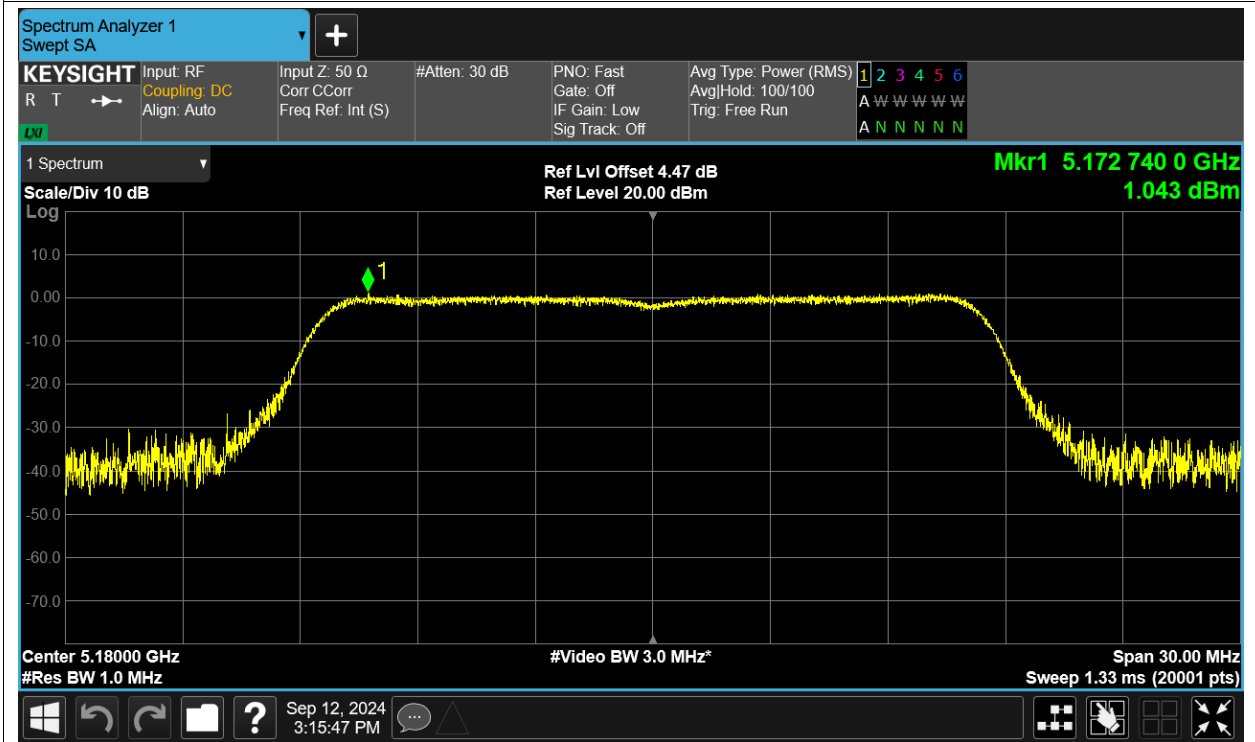 Spectrum Analyzer 1
Swept SA
KEYSIGHT
R T
LXI
Input: RF
Coupling: DC
Align: Auto
Input Z: 50 Ω
Corr CCorr
Freq Ref: Int (S)
#Atten: 30 dB
PNO: Fast
Gate: Off
IF Gain: Low
Sig Track: Off
Avg Type: Power (RMS)
Avg|Hold: 100/100
Trig: Free Run
1 2 3 4 5 6
A W W W W W
A N N N N N
1 Spectrum
Scale/Div 10 dB
Log
Ref Lvl Offset 4.47 dB
Ref Level 20.00 dBm
Mkr1 5.172 740 0 GHz
1.043 dBm
10.0
1
0.00
-10.0
-20.0
-30.0
-40.0
-50.0
-60.0
-70.0
Center 5.18000 GHz
#Res BW 1.0 MHz
#Video BW 3.0 MHz*
Span 30.00 MHz
Sweep 1.33 ms (20001 pts)
?
Sep 12, 2024
3:15:47 PM